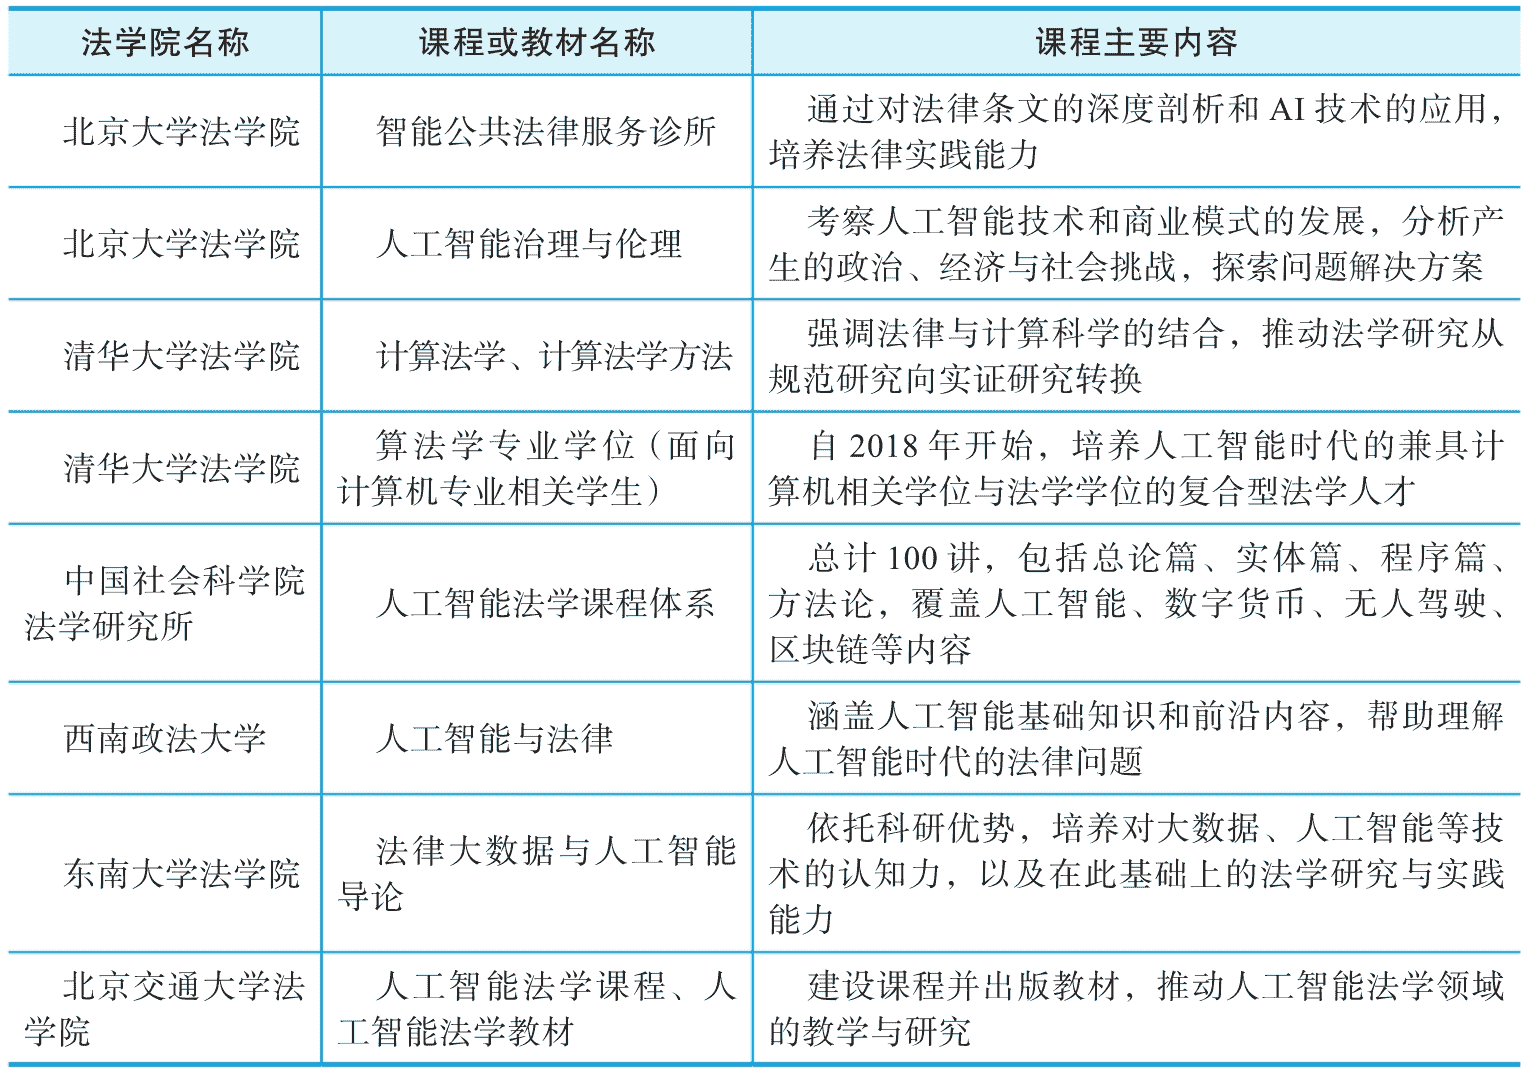 法学院名称 课程或教材名称 课程主要内容
北京大学法学院
智能公共法律服务诊所
通过对法律条文的深度剖析和 AI 技术的应用，
培养法律实践能力
北京大学法学院
人工智能治理与伦理
考察人工智能技术和商业模式的发展，分析产
生的政治、经济与社会挑战，探索问题解决方案
清华大学法学院
计算法学、计算法学方法
强调法律与计算科学的结合，推动法学研究从
规范研究向实证研究转换
清华大学法学院
算法学专业学位（面向
计算机专业相关学生）
自 2018 年开始，培养人工智能时代的兼具计
算机相关学位与法学学位的复合型法学人才
中国社会科学院
法学研究所
人工智能法学课程体系
总计 100 讲，包括总论篇、实体篇、程序篇、
方法论，覆盖人工智能、数字货币、无人驾驶、
区块链等内容
西南政法大学
人工智能与法律
涵盖人工智能基础知识和前沿内容，帮助理解
人工智能时代的法律问题
东南大学法学院
法律大数据与人工智能
导论
依托科研优势，培养对大数据、人工智能等技
术的认知力，以及在此基础上的法学研究与实践
能力
北京交通大学法
学院
人工智能法学课程、人
工智能法学教材
建设课程并出版教材，推动人工智能法学领域
的教学与研究